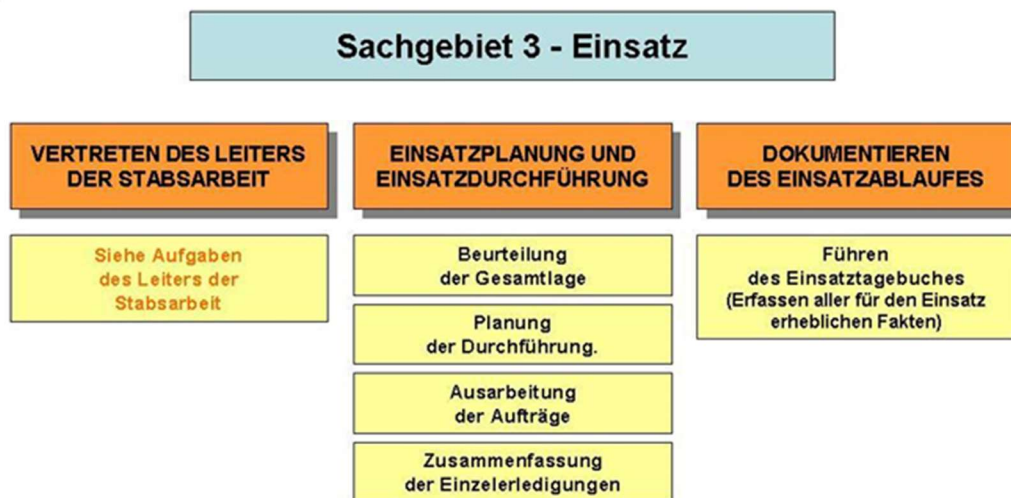 Sachgebiet 3 - Einsatz
VERTRETEN DES LEITERS
DER STABSARBEIT
Siehe Aufgaben
des Leiters der
Stabsarbeit
EINSATZPLANUNG UND
EINSATZDURCHFÜHRUNG
Beurteilung
der Gesamtlage
Planung
der Durchführung.
Ausarbeitung
der Aufträge
Zusammenfassung
der Einzelerledigungen
DOKUMENTIEREN
DES EINSATZABLAUFES
Führen
des Einsatztagebuches
(Erfassen aller für den Einsatz
erheblichen Fakten)